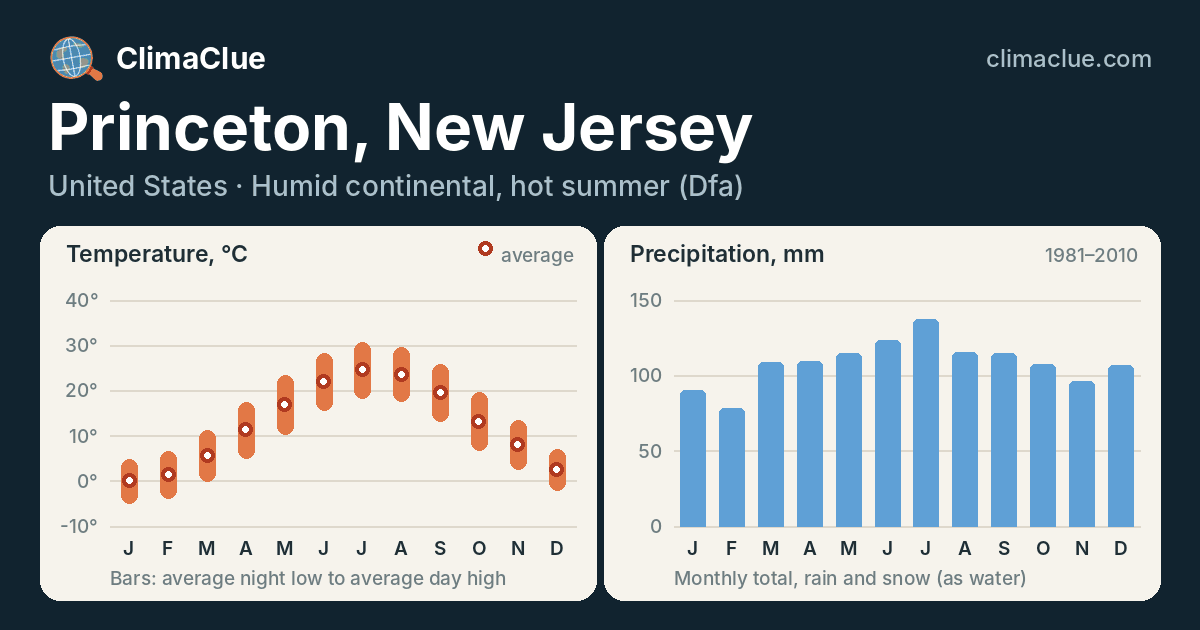 ClimaClue
climaclue.com
Princeton, New Jersey
United States · Humid continental, hot summer (Dfa)
Temperature, °C
average
40°
30°
20°
10°
0°
-10°
J F M A M J J A S O N D
Bars: average night low to average day high
Precipitation, mm
1981–2010
150
100
50
0
J F M A M J J A S O N D
Monthly total, rain and snow (as water)